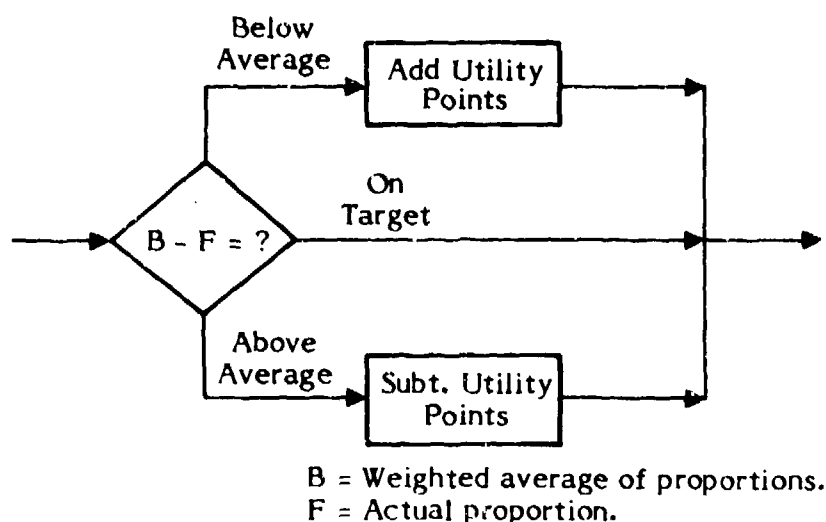 Below
Average
Add Utility
Points
On
Target
B - F = ?
Above
Average
Subt. Utility
Points
B = Weighted average of proportions.
F = Actual proportion.